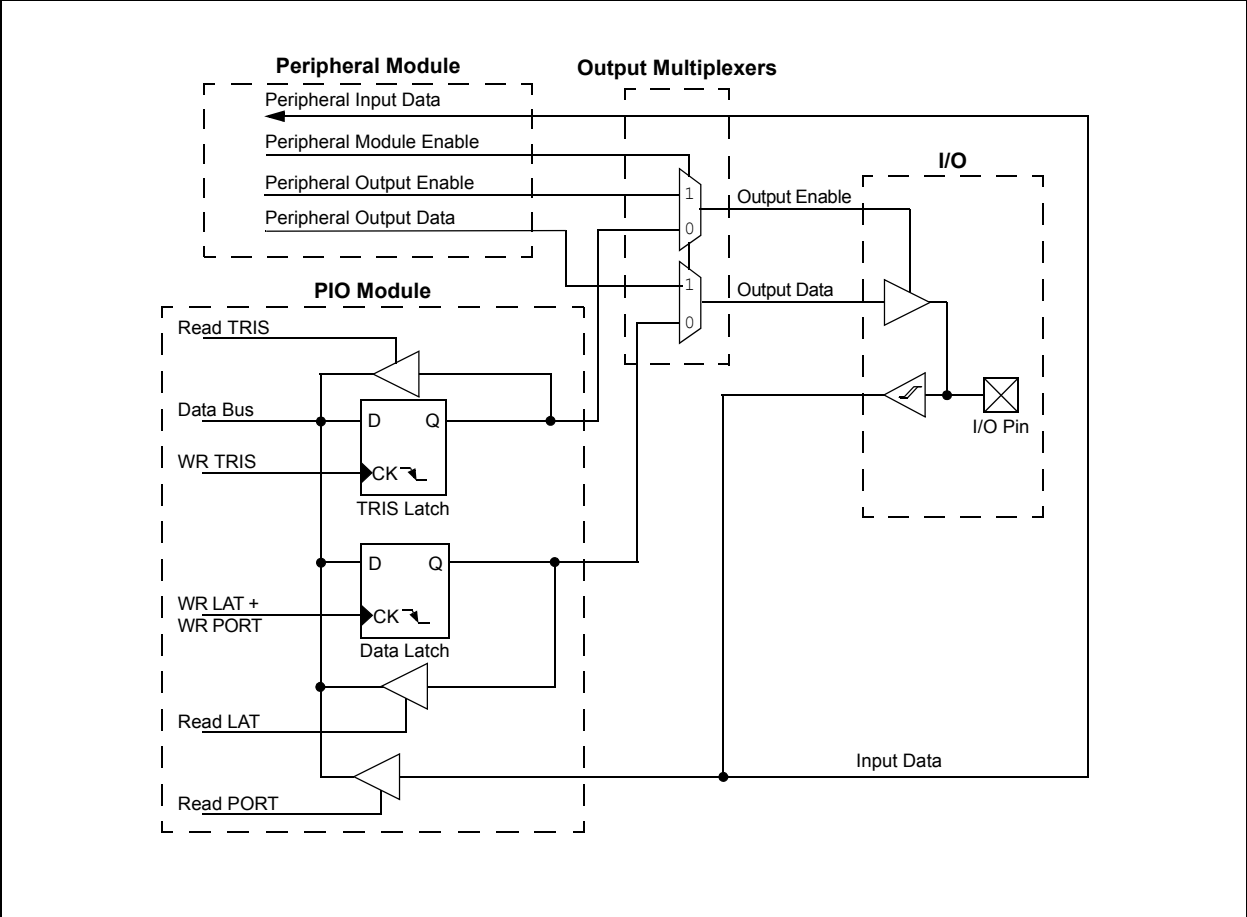 Peripheral Module
Output Multiplexers
Peripheral Input Data
Peripheral Module Enable
Peripheral Output Enable
Peripheral Output Data
1
0
1
0
Output Enable
Output Data
I/O
I/O Pin
PIO Module
Read TRIS
Data Bus
D Q
WR TRIS
CK
TRIS Latch
D Q
WR LAT +
WR PORT
CK
Data Latch
Read LAT
Read PORT
Input Data